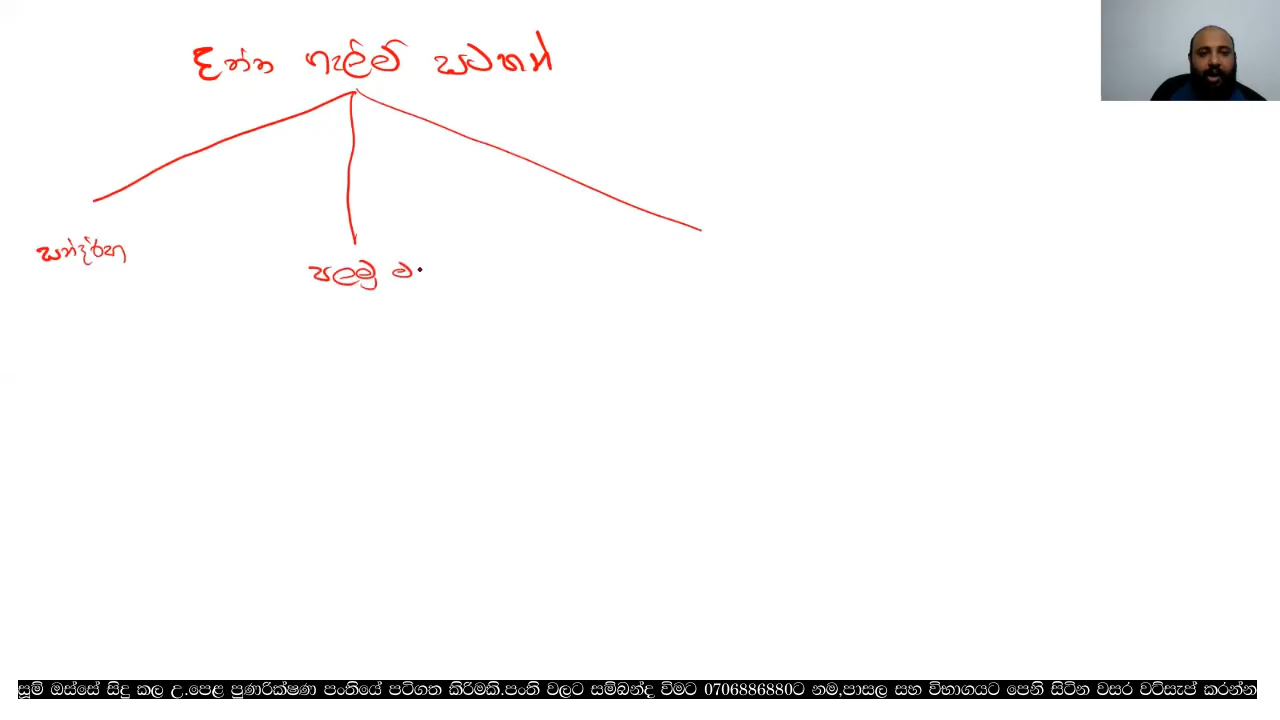 දත්ත ගැලීම් සටහන්
සන්දර්භ
පලමු ම
සූම් ඔස්සේ සිදු කල උ.පෙළ පුණරීක්ෂණ පංතියේ පටිගත කිරීමකි.පංති වලට සම්බන්ද වීමට 0706886880ට නම,පාසල සහ විභාගයට පෙනී සිටින වසර වට්සැප් කරන්න